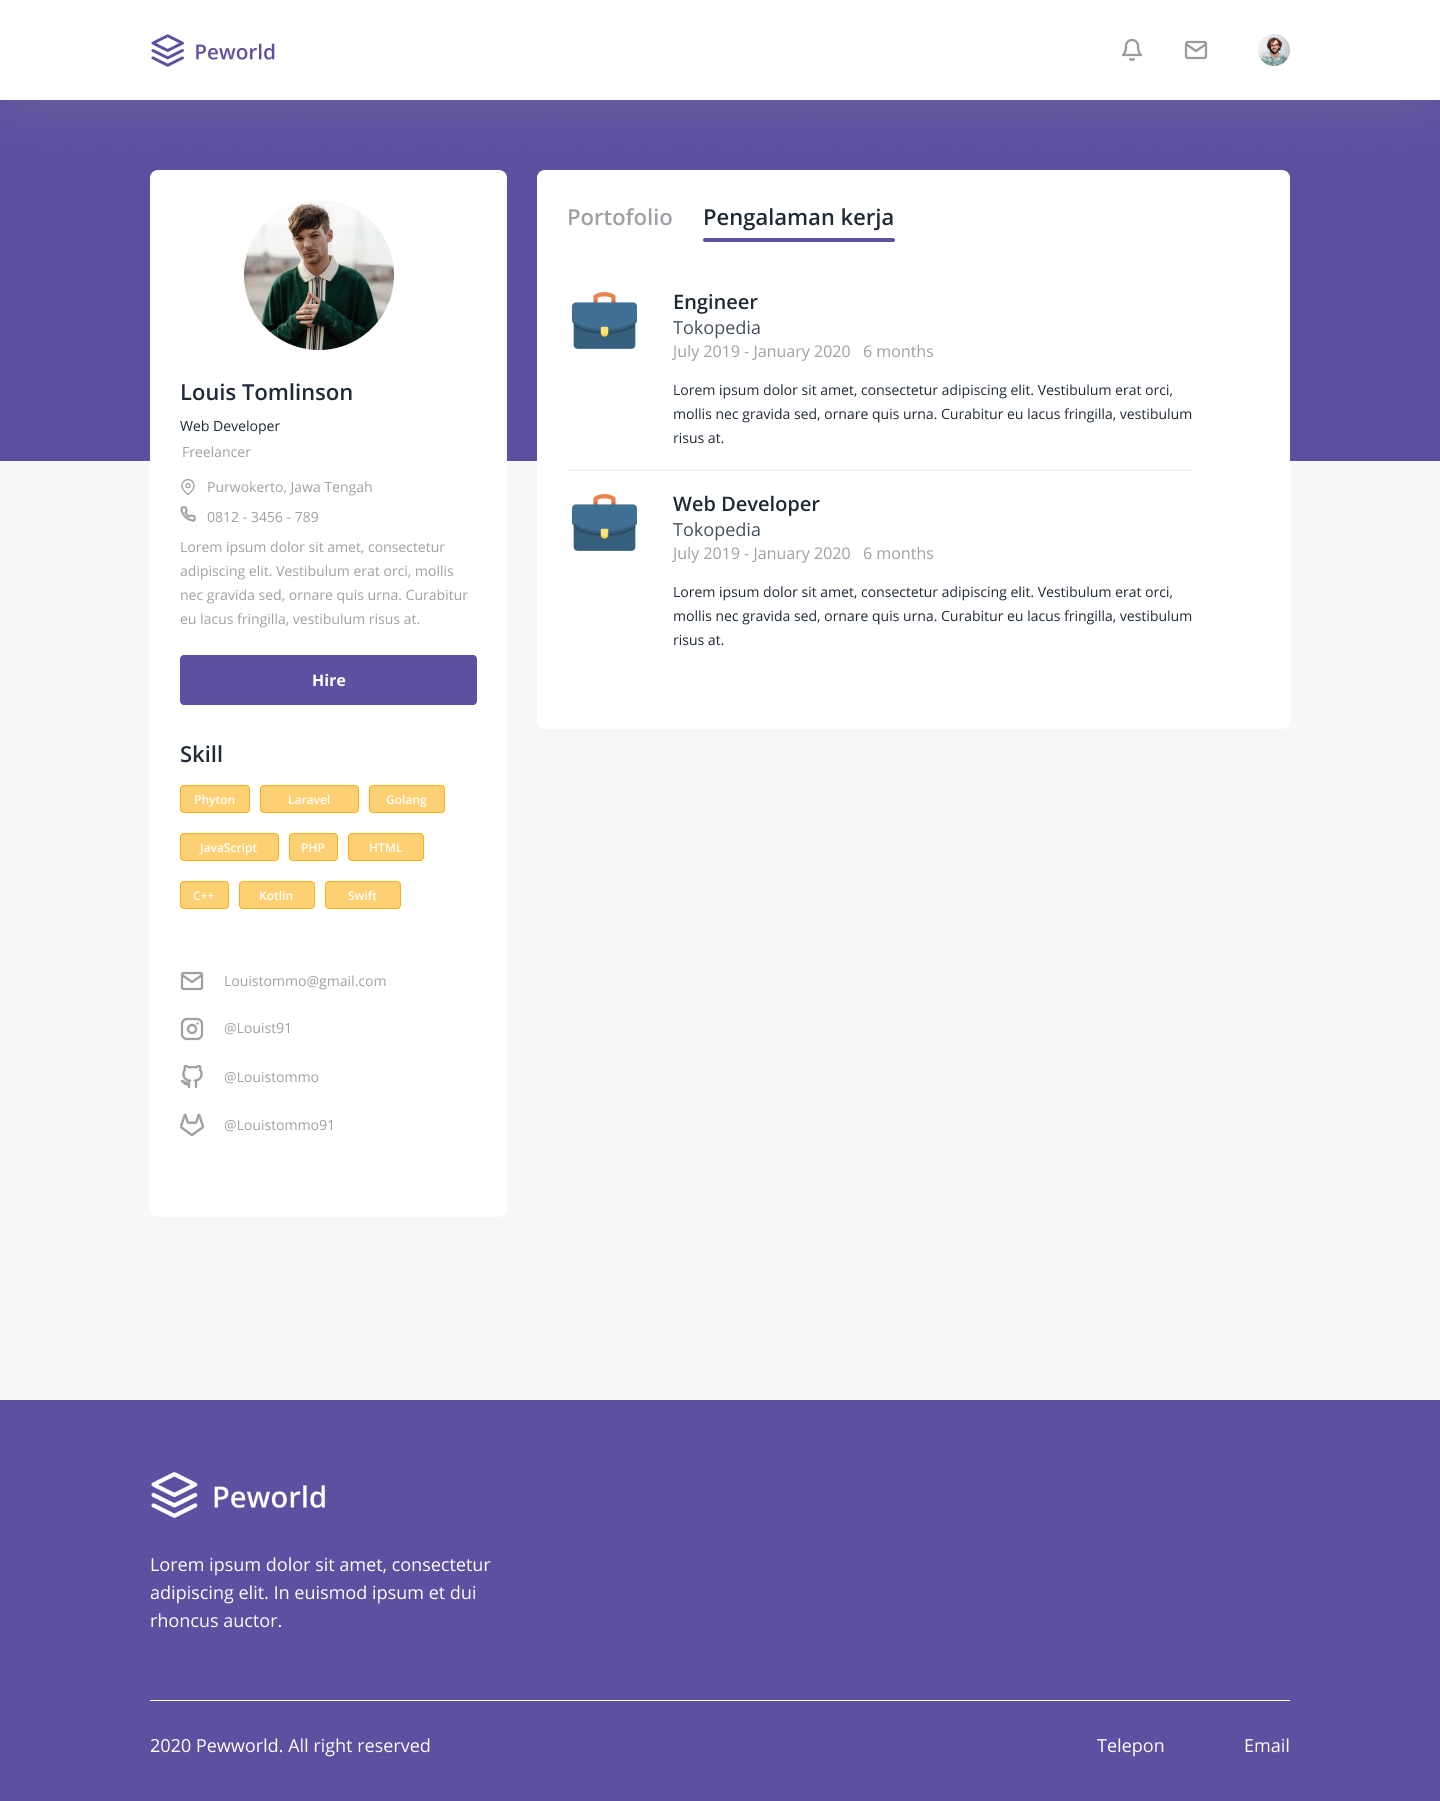 Peworld
Louis Tomlinson
Web Developer
Freelancer
Purwokerto, Jawa Tengah
0812 - 3456 - 789
Lorem ipsum dolor sit amet, consectetur
adipiscing elit. Vestibulum erat orci, mollis
nec gravida sed, ornare quis urna. Curabitur
eu lacus fringilla, vestibulum risus at.
Hire
Skill
Phyton Laravel Golang
JavaScript PHP HTML
C++ Kotlin Swift
Louistommo@gmail.com
@Louist91
@Louistommo
@Louistommo91
Portofolio Pengalaman kerja
Engineer
Tokopedia
July 2019 - January 2020 6 months
Lorem ipsum dolor sit amet, consectetur adipiscing elit. Vestibulum erat orci,
mollis nec gravida sed, ornare quis urna. Curabitur eu lacus fringilla, vestibulum
risus at.
Web Developer
Tokopedia
July 2019 - January 2020 6 months
Lorem ipsum dolor sit amet, consectetur adipiscing elit. Vestibulum erat orci,
mollis nec gravida sed, ornare quis urna. Curabitur eu lacus fringilla, vestibulum
risus at.
Peworld
Lorem ipsum dolor sit amet, consectetur
adipiscing elit. In euismod ipsum et dui
rhoncus auctor.
2020 Pewworld. All right reserved
Telepon Email